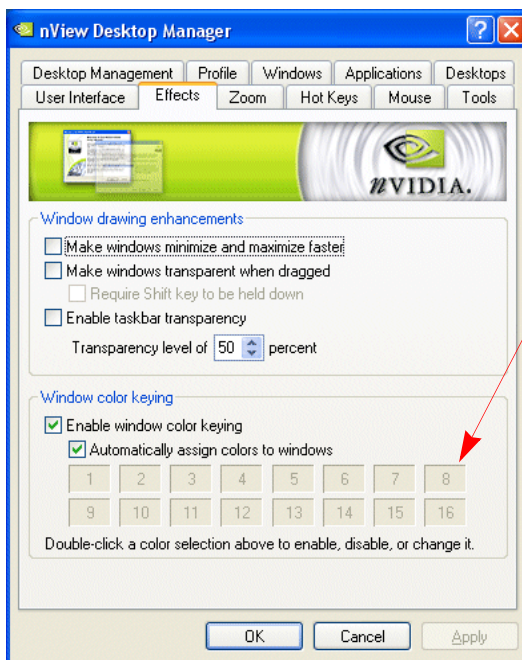 nView Desktop Manager
Desktop Management Profile Windows Applications Desktops
User Interface Effects Zoom Hot Keys Mouse Tools
nVIDIA.
Window drawing enhancements
Make windows minimize and maximize faster
Make windows transparent when dragged
Require Shift key to be held down
Enable taskbar transparency
Transparency level of 50 percent
Window color keying
Enable window color keying
Automatically assign colors to windows
1 2 3 4 5 6 7 8
9 10 11 12 13 14 15 16
Double-click a color selection above to enable, disable, or change it.
OK Cancel Apply